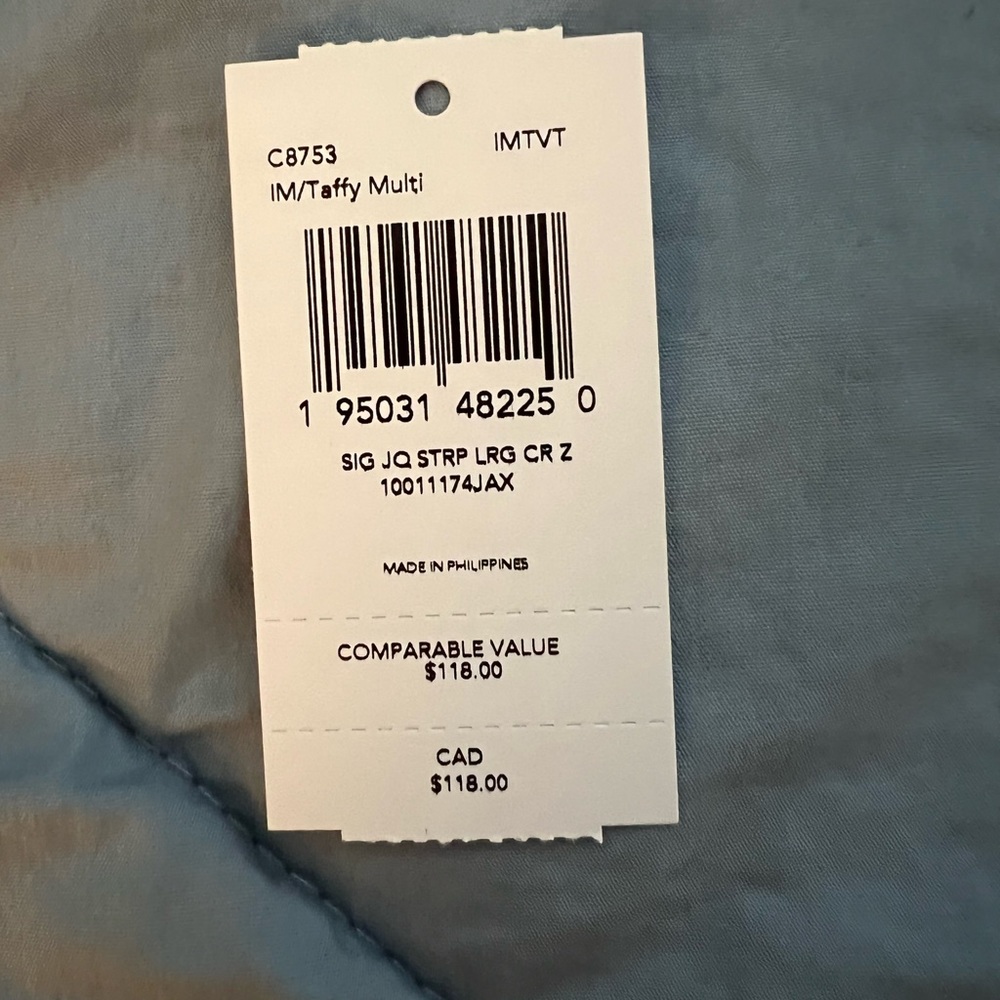 C8753 IMTVT
IM/Taffy Multi
1 95031 48225 0
SIG JQ STRP LRG CR Z
10011174JAX
MADE IN PHILIPPINES
COMPARABLE VALUE
$118.00
CAD
$118.00